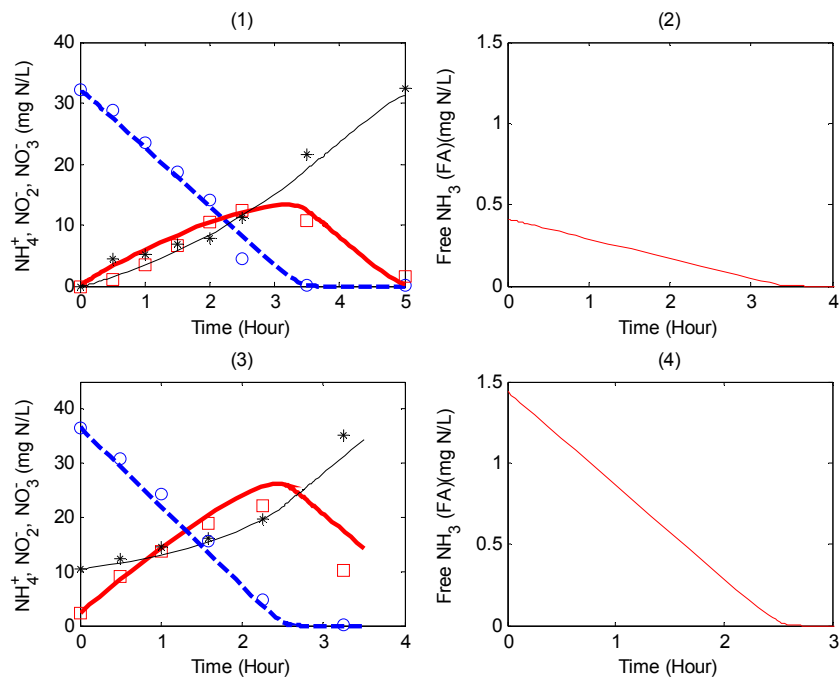 (1)
40
30
20
10
0
NH₄⁺, NO₂⁻, NO₃⁻ (mg N/L)
0 1 2 3 4 5
Time (Hour)
(2)
1.5
1
0.5
0
Free NH₃ (FA)(mg N/L)
0 1 2 3 4
Time (Hour)
(3)
40
30
20
10
0
NH₄⁺, NO₂⁻, NO₃⁻ (mg N/L)
0 1 2 3 4
Time (Hour)
(4)
1.5
1
0.5
0
Free NH₃ (FA)(mg N/L)
0 1 2 3
Time (Hour)